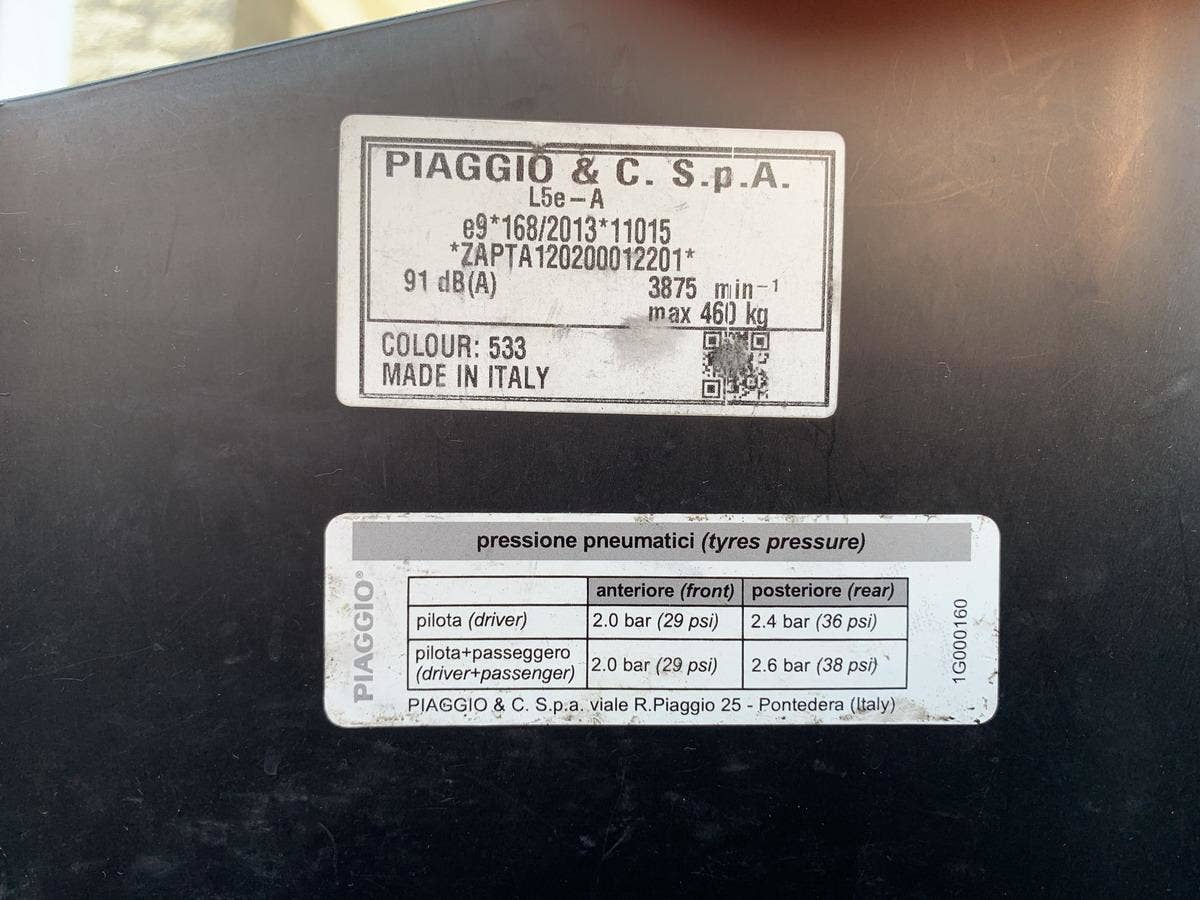 PIAGGIO & C. S.p.A.
L5e-A
e9*168/2013*11015
*ZAPTA120200012201*
91 dB(A) 3875 min⁻¹
max 460 kg
COLOUR: 533
MADE IN ITALY
pressione pneumatici (tyres pressure)
PIAGGIO®
anteriore (front) posteriore (rear)
pilota (driver) 2.0 bar (29 psi) 2.4 bar (36 psi)
pilota+passeggero
(driver+passenger) 2.0 bar (29 psi) 2.6 bar (38 psi)
PIAGGIO & C. S.p.a. viale R.Piaggio 25 - Pontedera (Italy)
1G000160